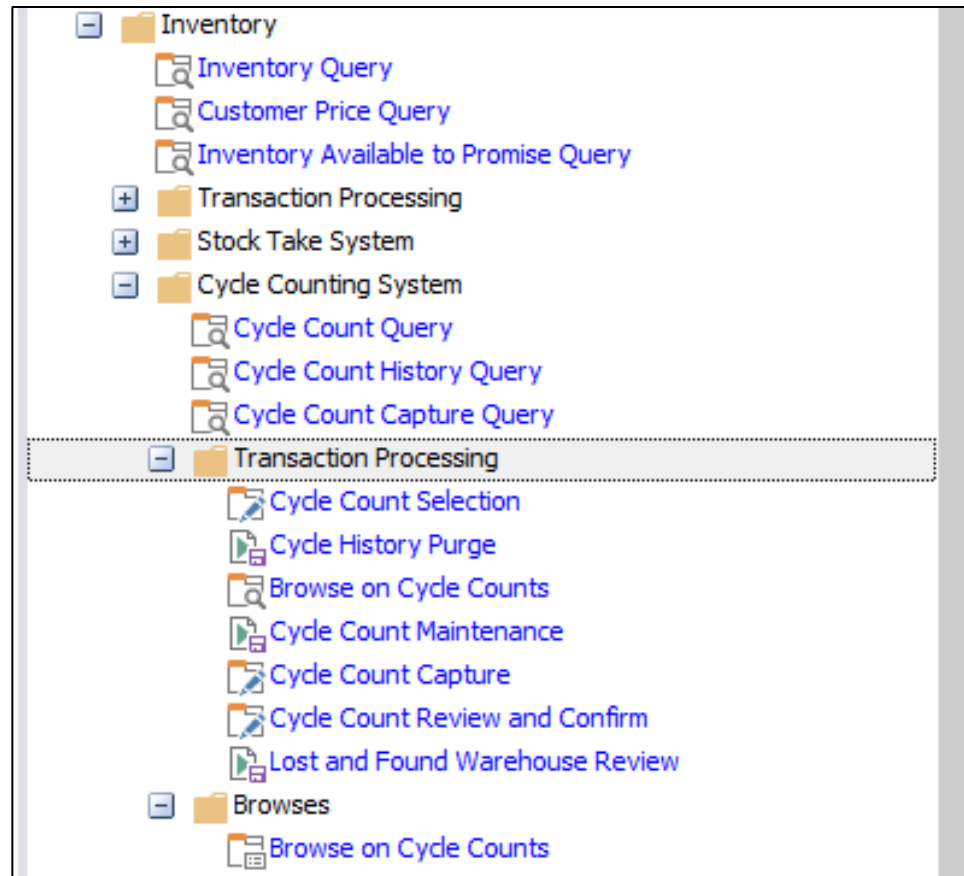 Inventory
Inventory Query
Customer Price Query
Inventory Available to Promise Query
Transaction Processing
Stock Take System
Cycle Counting System
Cycle Count Query
Cycle Count History Query
Cycle Count Capture Query
Transaction Processing
Cycle Count Selection
Cycle History Purge
Browse on Cycle Counts
Cycle Count Maintenance
Cycle Count Capture
Cycle Count Review and Confirm
Lost and Found Warehouse Review
Browses
Browse on Cycle Counts